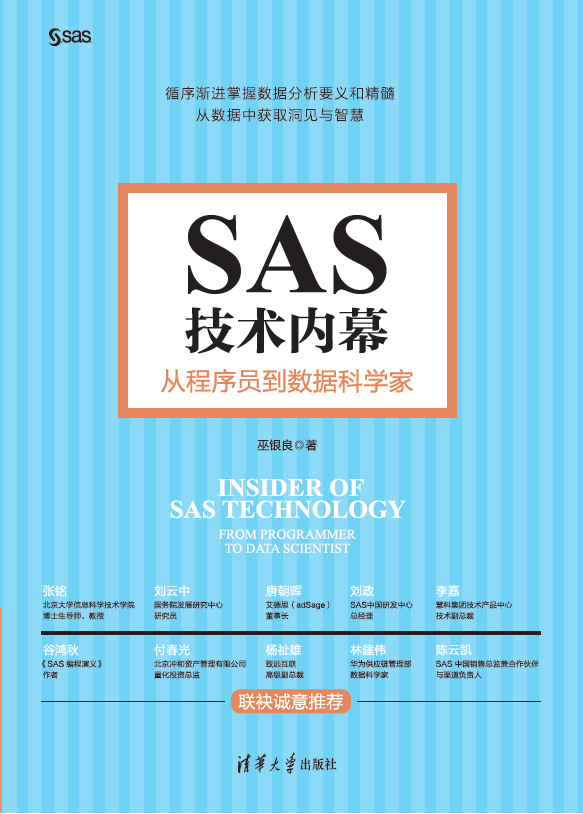 sas
循序渐进掌握数据分析要义和精髓
从数据中获取洞见与智慧
SAS
技术内幕
从程序员到数据科学家
巫银良◎著
INSIDER OF
SAS TECHNOLOGY
FROM PROGRAMMER
TO DATA SCIENTIST
张铭
北京大学信息科学技术学院
博士生导师、教授
刘云中
国务院发展研究中心
研究员
唐朝晖
艾德思（adSage）
董事长
刘政
SAS中国研发中心
总经理
李嘉
慧科集团技术产品中心
技术副总裁
谷鸿秋
《SAS 编程演义》
作者
付春光
北京冲和资产管理有限公司
量化投资总监
杨祉雄
致远互联
高级副总裁
林建伟
华为供应链管理部
数据科学家
陈云凯
SAS 中国销售总监兼合作伙伴
与渠道负责人
联袂诚意推荐
清华大学出版社